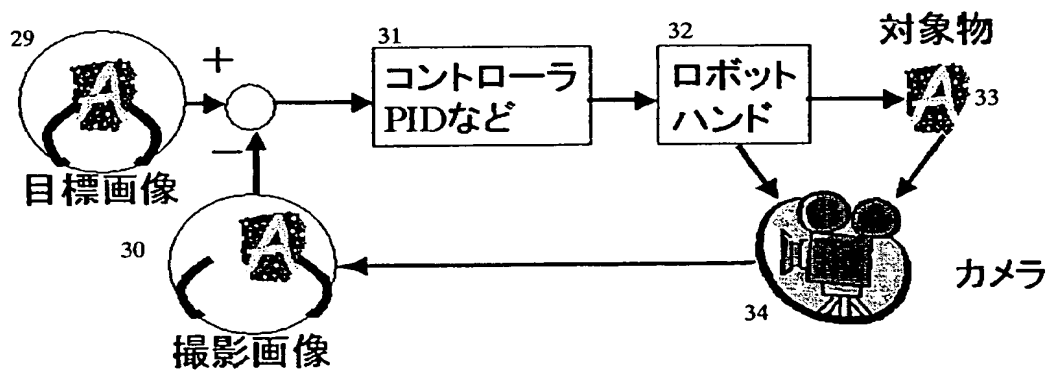 29
A
目標画像
+
−
31
コントローラ
PIDなど
32
ロボット
ハンド
対象物
A
33
30
A
撮影画像
34
カメラ